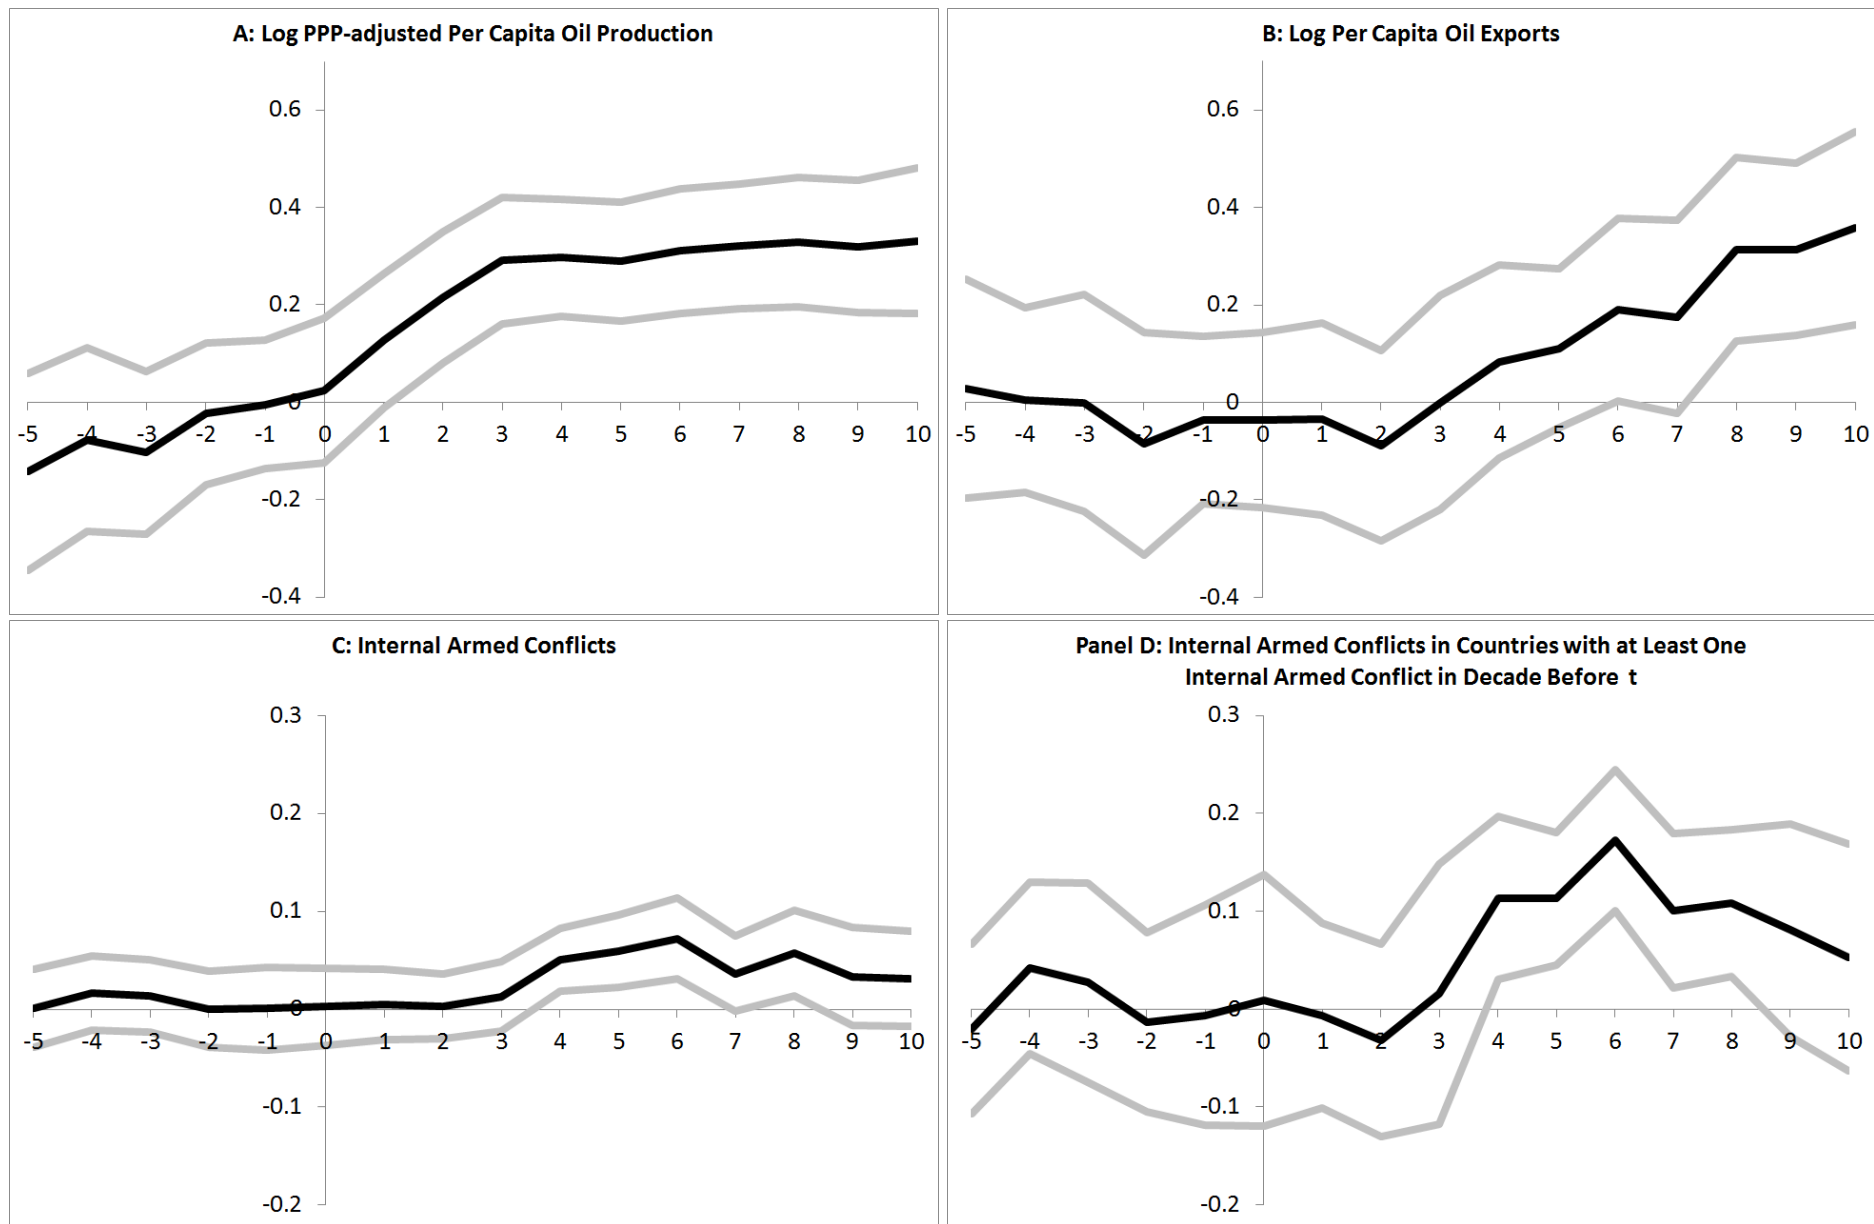 A: Log PPP-adjusted Per Capita Oil Production
0.6
0.4
0.2
0
-5 -4 -3 -2 -1 0 1 2 3 4 5 6 7 8 9 10
-0.2
-0.4
B: Log Per Capita Oil Exports
0.6
0.4
0.2
0
-5 -4 -3 -2 -1 0 1 2 3 4 5 6 7 8 9 10
-0.2
-0.4
C: Internal Armed Conflicts
0.3
0.2
0.1
0
-5 -4 -3 -2 -1 0 1 2 3 4 5 6 7 8 9 10
-0.1
-0.2
Panel D: Internal Armed Conflicts in Countries with at Least One
Internal Armed Conflict in Decade Before t
0.3
0.2
0.1
0
-5 -4 -3 -2 -1 0 1 2 3 4 5 6 7 8 9 10
-0.1
-0.2